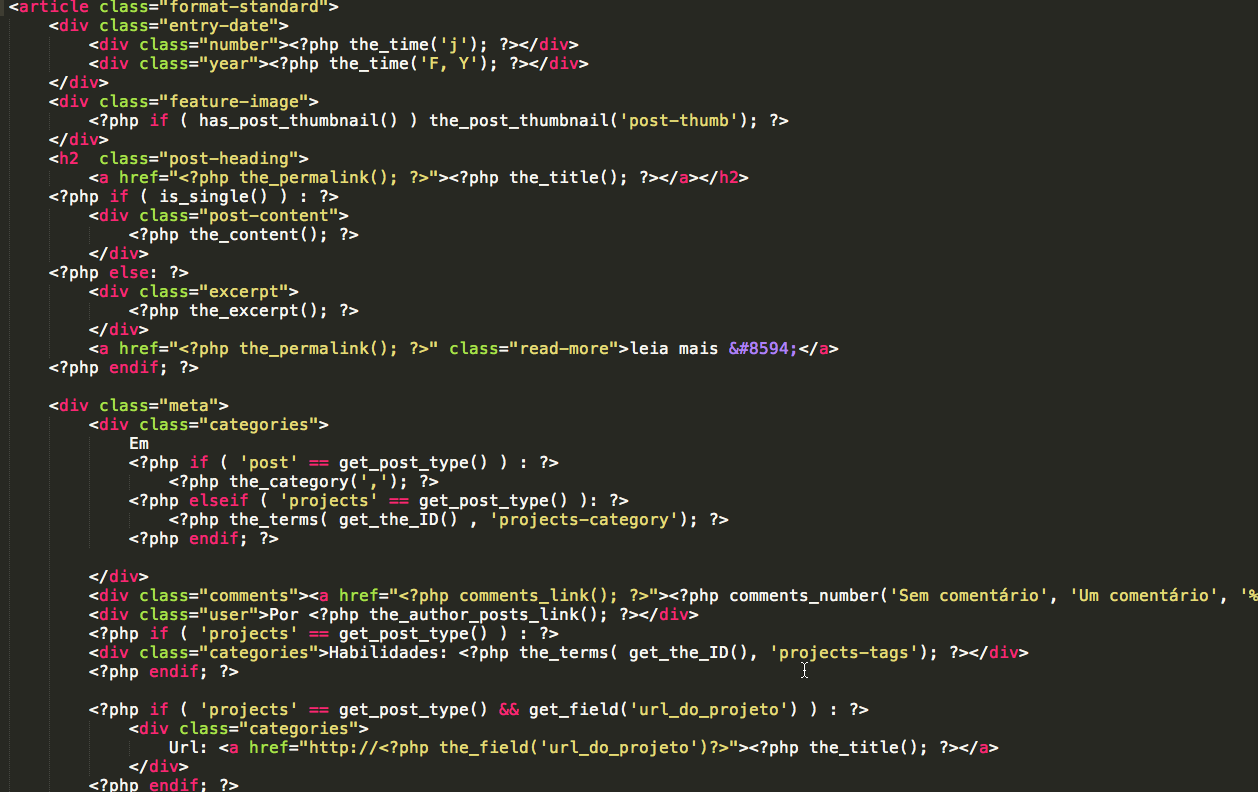 <article class="format-standard">
<div class="entry-date">
<div class="number"><?php the_time('j'); ?></div>
<div class="year"><?php the_time('F, Y'); ?></div>
</div>
<div class="feature-image">
<?php if ( has_post_thumbnail() ) the_post_thumbnail('post-thumb'); ?>
</div>
<h2  class="post-heading">
<a href="<?php the_permalink(); ?>"><?php the_title(); ?></a></h2>
<?php if ( is_single() ) : ?>
<div class="post-content">
<?php the_content(); ?>
</div>
<?php else: ?>
<div class="excerpt">
<?php the_excerpt(); ?>
</div>
<a href="<?php the_permalink(); ?>" class="read-more">leia mais &#8594;</a>
<?php endif; ?>
<div class="meta">
<div class="categories">
Em
<?php if ( 'post' == get_post_type() ) : ?>
<?php the_category(','); ?>
<?php elseif ( 'projects' == get_post_type() ): ?>
<?php the_terms( get_the_ID() , 'projects-category'); ?>
<?php endif; ?>
</div>
<div class="comments"><a href="<?php comments_link(); ?>"><?php comments_number('Sem comentário', 'Um comentário', '%
<div class="user">Por <?php the_author_posts_link(); ?></div>
<?php if ( 'projects' == get_post_type() ) : ?>
<div class="categories">Habilidades: <?php the_terms( get_the_ID(), 'projects-tags'); ?></div>
<?php endif; ?>
<?php if ( 'projects' == get_post_type() && get_field('url_do_projeto') ) : ?>
<div class="categories">
Url: <a href="http://<?php the_field('url_do_projeto')?>"><?php the_title(); ?></a>
</div>
<?php endif; ?>